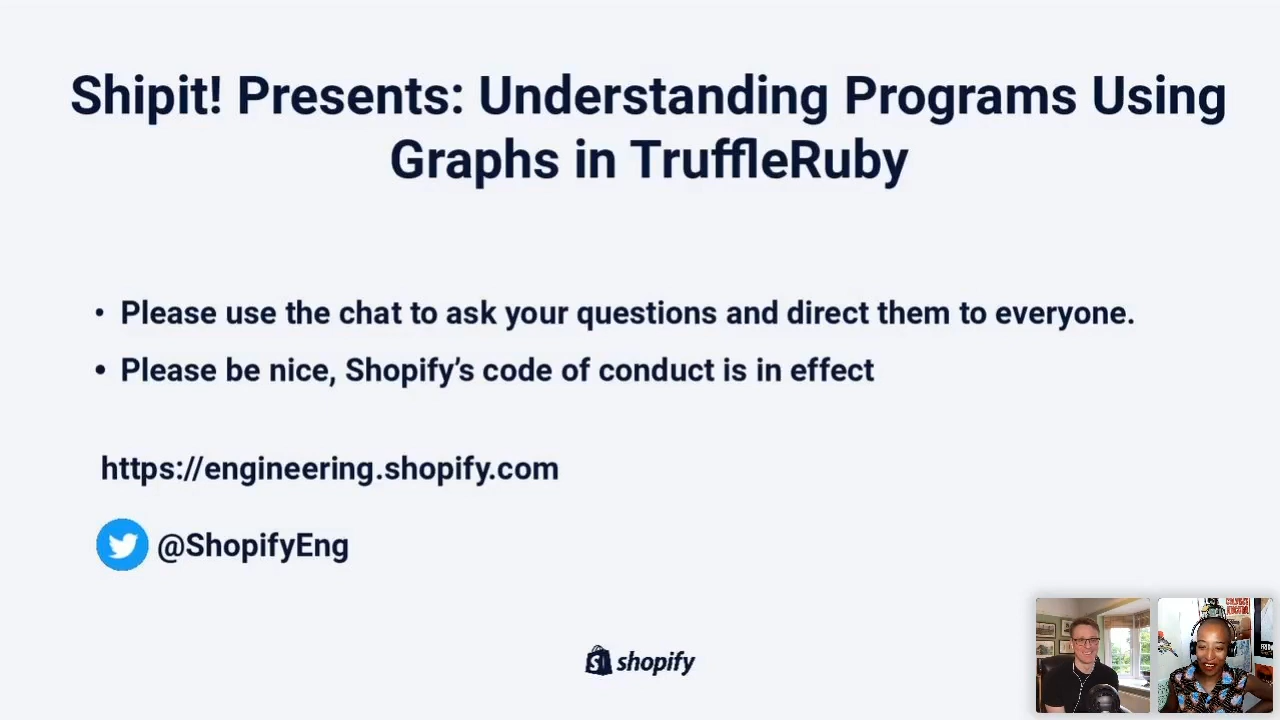 Shipit! Presents: Understanding Programs Using
Graphs in TruffleRuby
• Please use the chat to ask your questions and direct them to everyone.
• Please be nice, Shopify’s code of conduct is in effect
https://engineering.shopify.com
@ShopifyEng
shopify